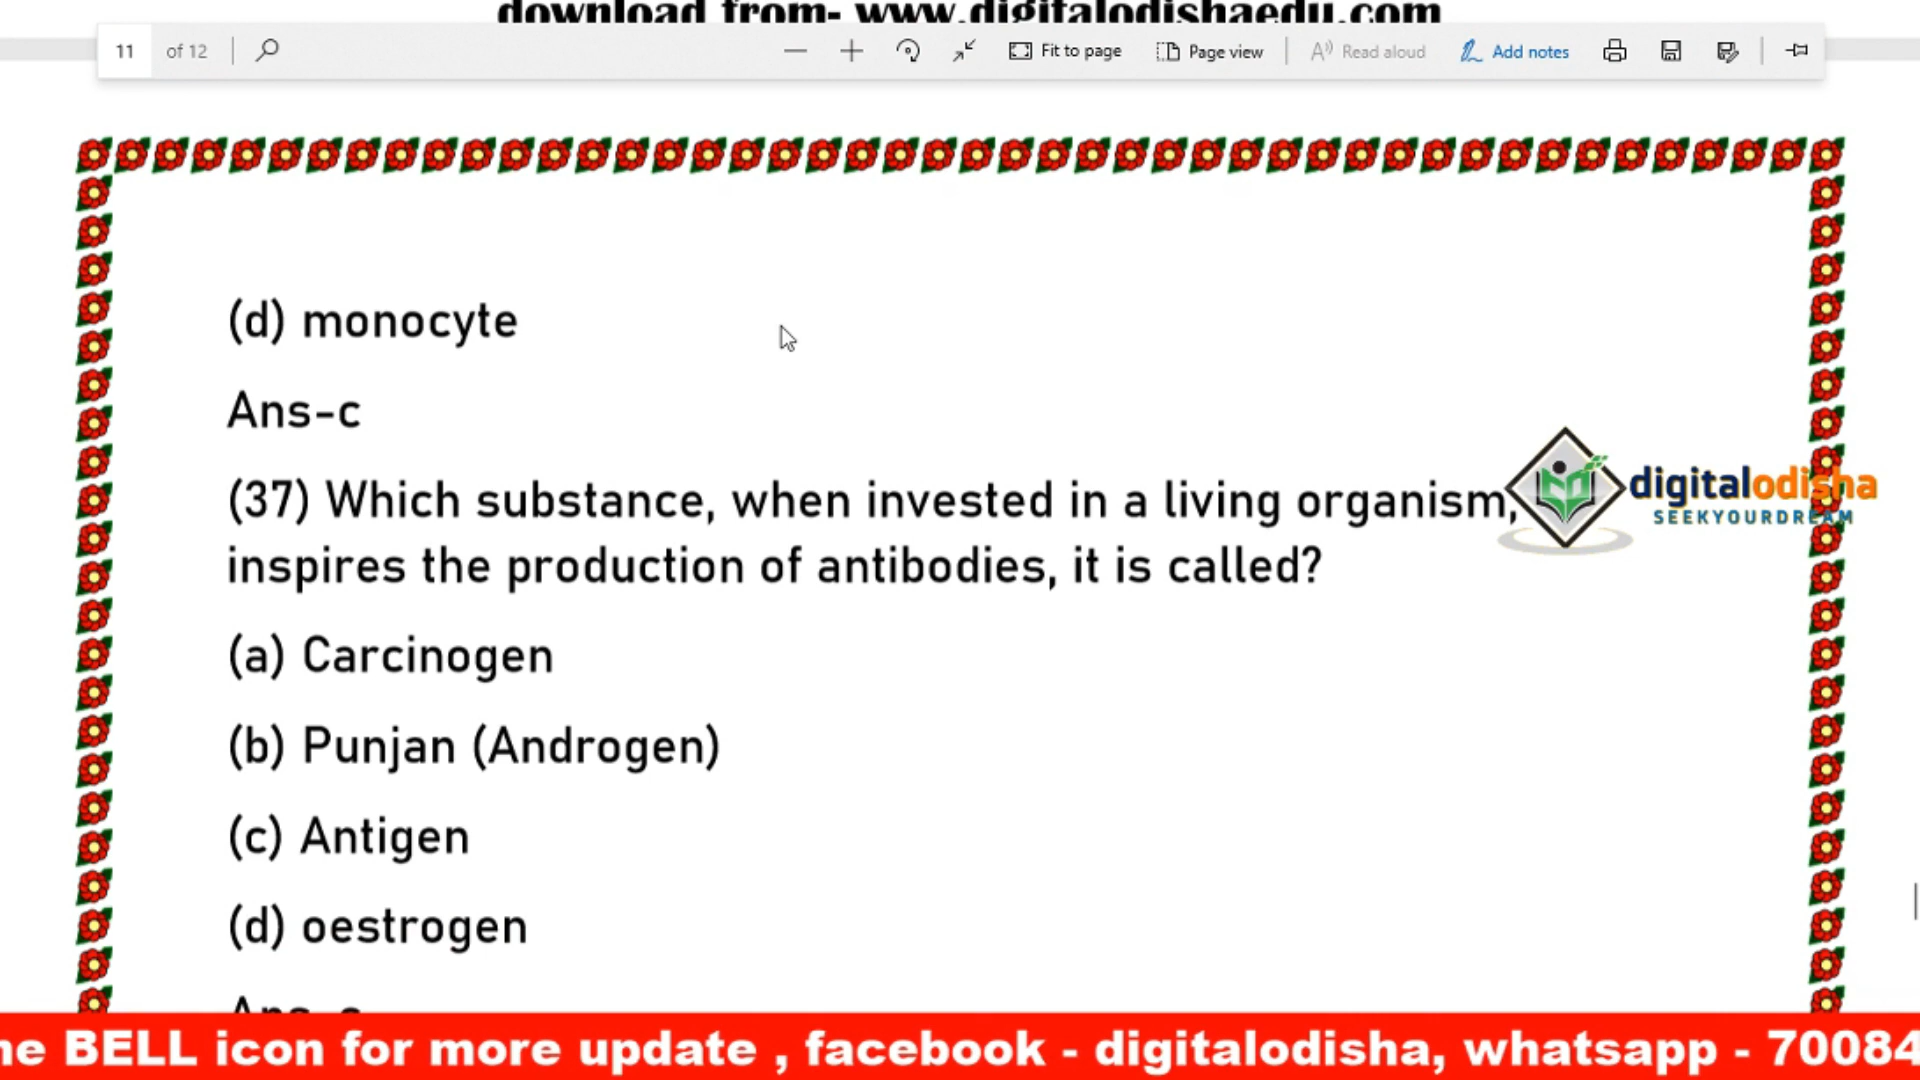 download from- www.digitalodishaedu.com
11 of 12 Fit to page Page view Read aloud Add notes
(d) monocyte
Ans-c
(37) Which substance, when invested in a living organism,
inspires the production of antibodies, it is called?
digitalodisha
SEEKYOURDREAM
(a) Carcinogen
(b) Punjan (Androgen)
(c) Antigen
(d) oestrogen
BELL icon for more update , facebook - digitalodisha, whatsapp - 70084